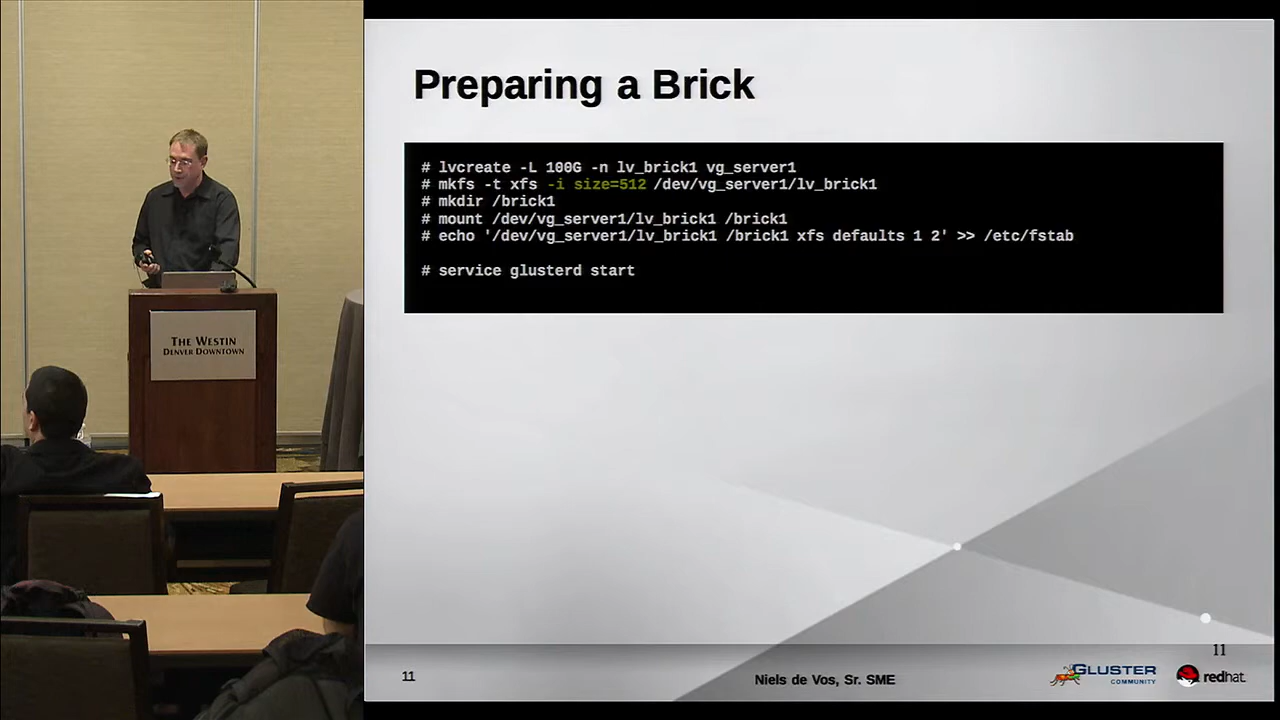 Preparing a Brick
# lvcreate -L 100G -n lv_brick1 vg_server1
# mkfs -t xfs -i size=512 /dev/vg_server1/lv_brick1
# mkdir /brick1
# mount /dev/vg_server1/lv_brick1 /brick1
# echo '/dev/vg_server1/lv_brick1 /brick1 xfs defaults 1 2' >> /etc/fstab
# service glusterd start
THE WESTIN
DENVER DOWNTOWN
11
11
Niels de Vos, Sr. SME
GLUSTER
COMMUNITY
redhat.